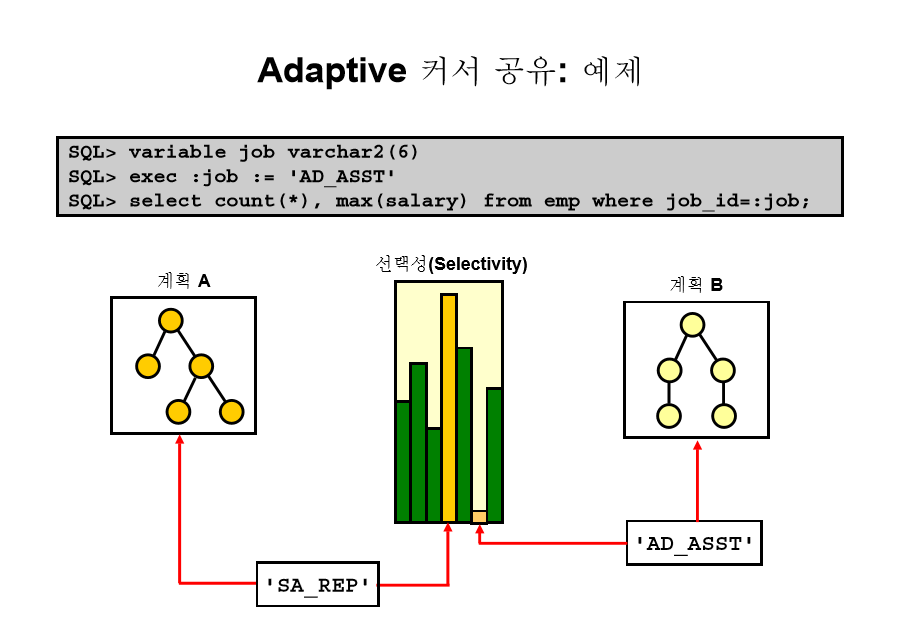 Adaptive 커서 공유: 예제
SQL> variable job varchar2(6)
SQL> exec :job := 'AD_ASST'
SQL> select count(*), max(salary) from emp where job_id=:job;
선택성(Selectivity)
계획 A
계획 B
'AD_ASST'
'SA_REP'